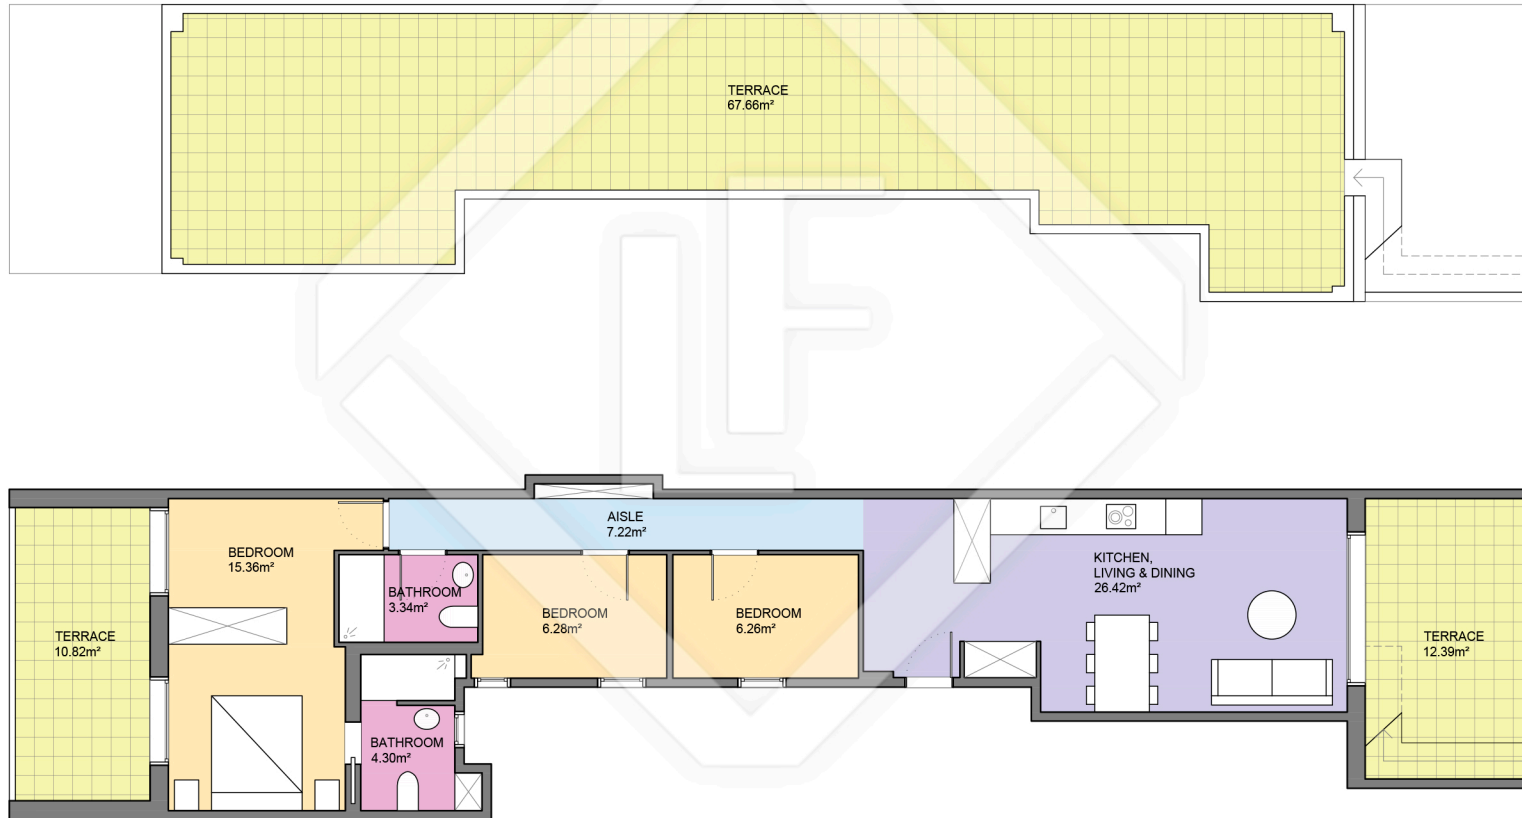 TERRACE
67.66m²
AISLE
7.22m²
BEDROOM
15.36m²
KITCHEN,
LIVING & DINING
26.42m²
BATHROOM
3.34m²
BEDROOM
6.28m²
BEDROOM
6.26m²
TERRACE
10.82m²
TERRACE
12.39m²
BATHROOM
4.30m²
LF